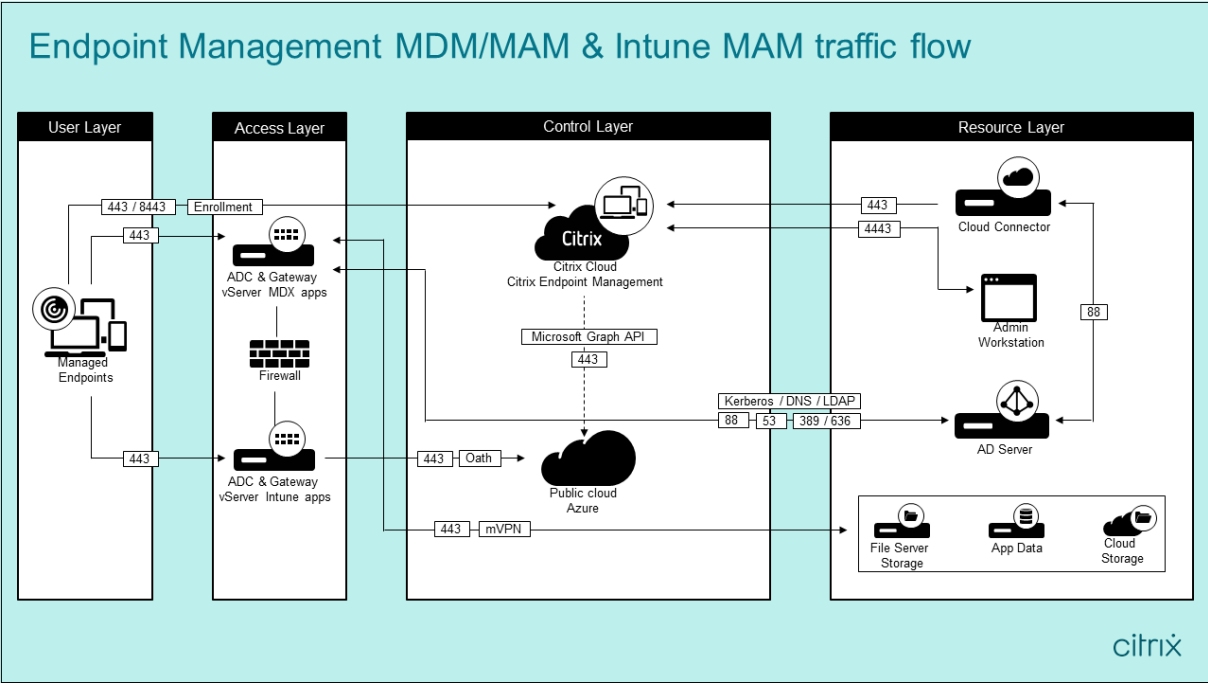 Endpoint Management MDM/MAM & Intune MAM traffic flow
User Layer
Access Layer
Control Layer
Resource Layer
443 / 8443
Enrollment
443
ADC & Gateway
vServer MDX apps
Managed
Endpoints
Firewall
443
ADC & Gateway
vServer Intune apps
Citrix
Citrix Cloud
Citrix Endpoint Management
Microsoft Graph API
443
443
Oath
Public cloud
Azure
443
mVPN
443
4443
Cloud Connector
Admin
Workstation
88
Kerberos / DNS / LDAP
88
53
389 / 636
AD Server
File Server
Storage
App Data
Cloud
Storage
citrix